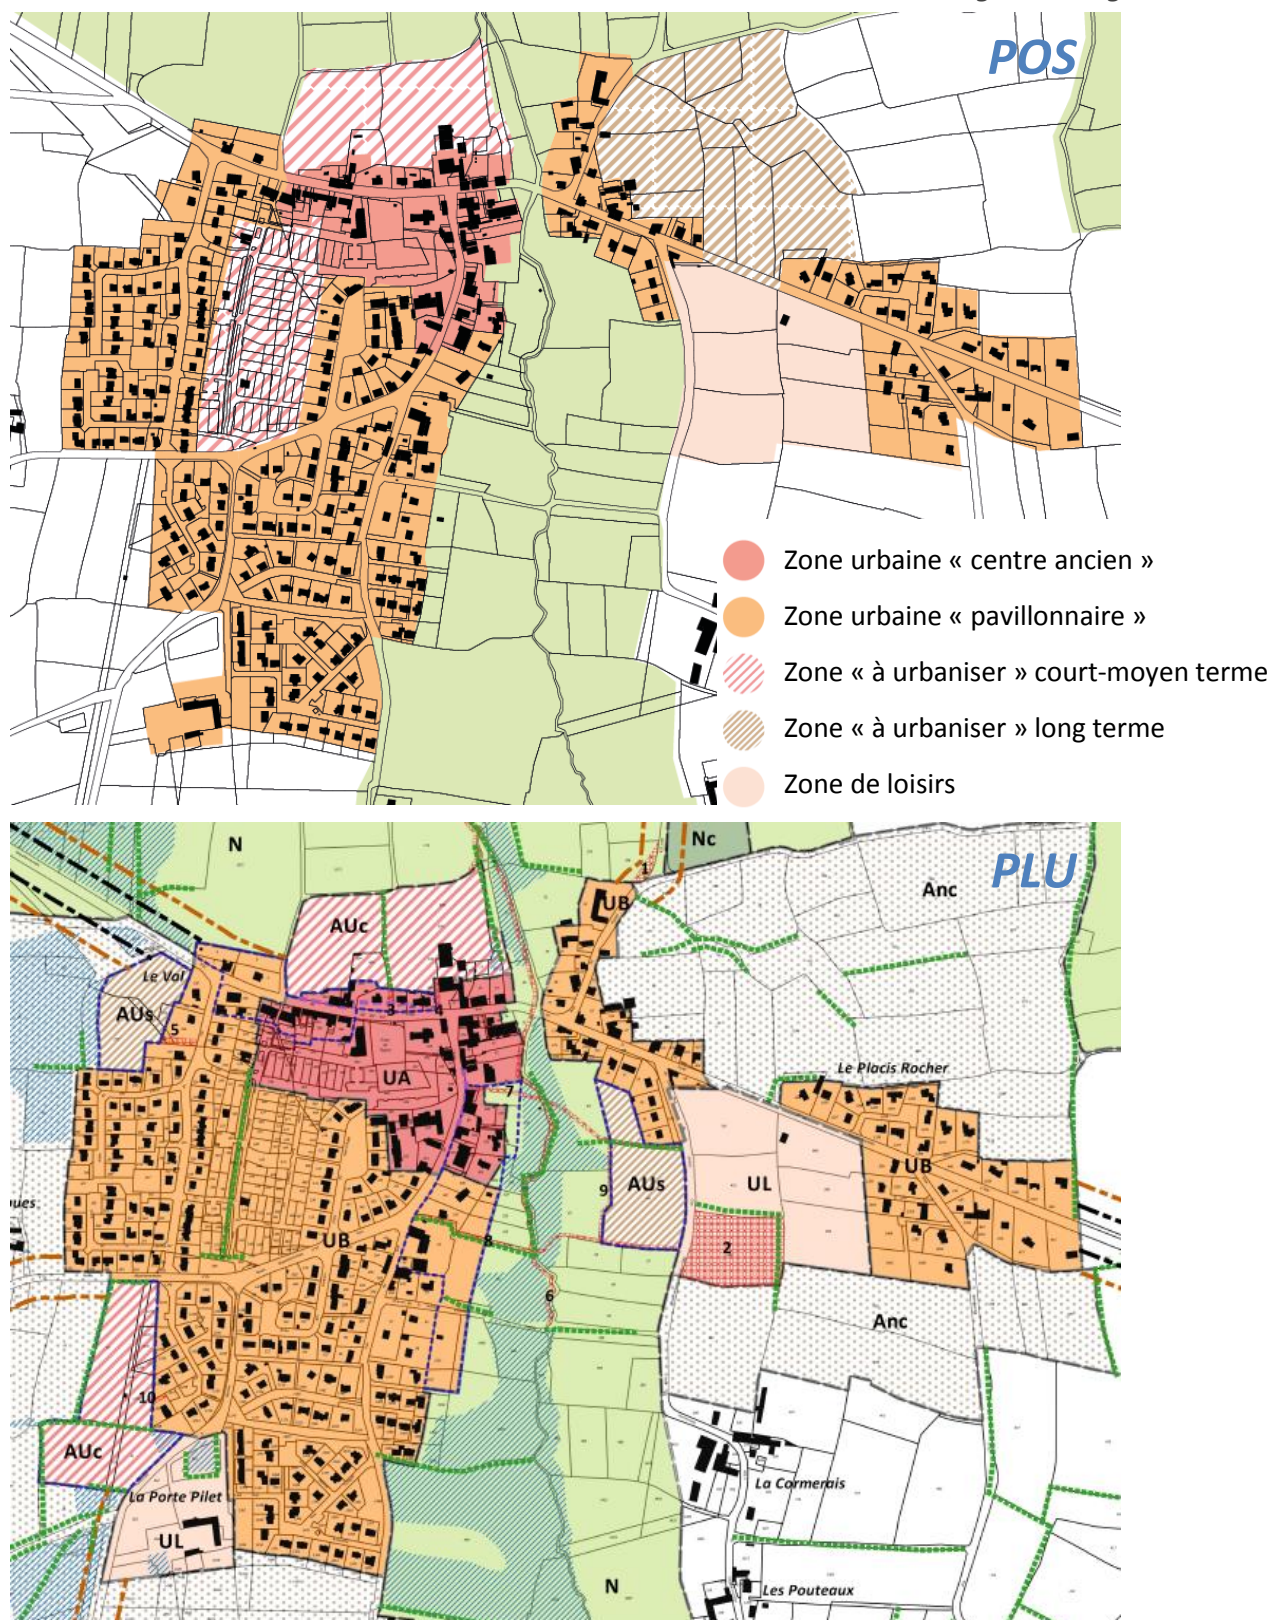 POS
Zone urbaine « centre ancien »
Zone urbaine « pavillonnaire »
Zone « à urbaniser » court-moyen terme
Zone « à urbaniser » long terme
Zone de loisirs
PLU
N
Nc
1
UB
Anc
AUc
Le Val
AUs
5
3
UA
7
Le Placis Rocher
UB
AUs
9
UL
2
UB
8
6
Anc
10
AUc
La Porte Pilet
UL
La Cormerais
Les Pouteaux
N